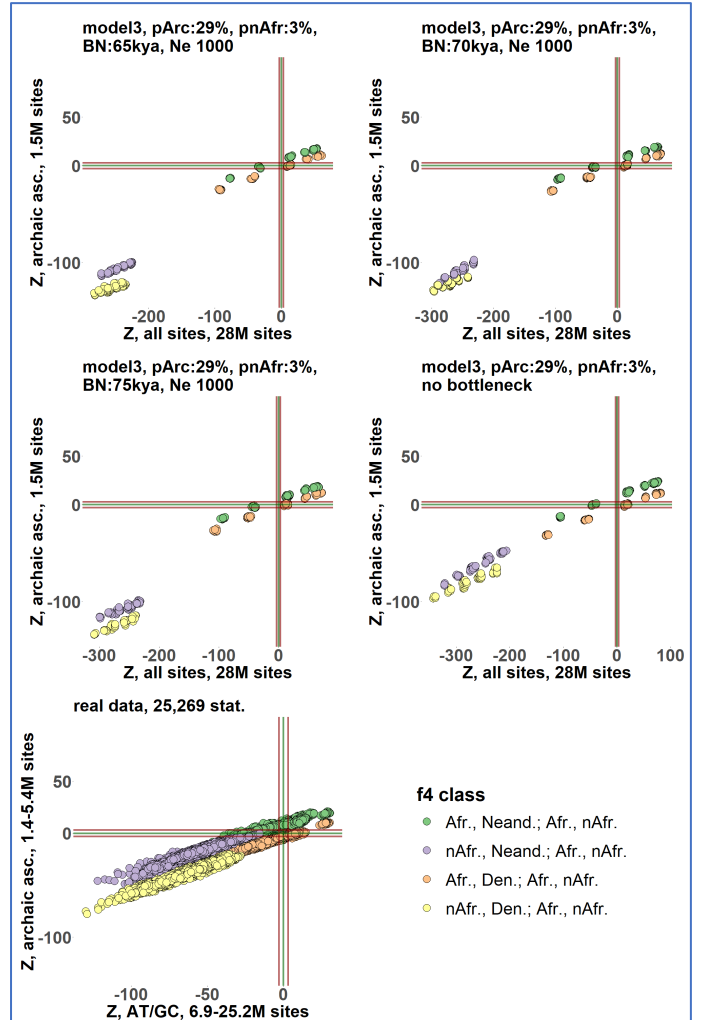 model3, pArc:29%, pnAfr:3%,
BN:65kya, Ne 1000
Z, archaic asc., 1.5M sites
50
0
-100
-200
-100
0
Z, all sites, 28M sites
model3, pArc:29%, pnAfr:3%,
BN:70kya, Ne 1000
Z, archaic asc., 1.5M sites
50
0
-100
-300
-200
-100
0
Z, all sites, 28M sites
model3, pArc:29%, pnAfr:3%,
BN:75kya, Ne 1000
Z, archaic asc., 1.5M sites
50
0
-100
-300
-200
-100
0
Z, all sites, 28M sites
model3, pArc:29%, pnAfr:3%,
no bottleneck
Z, archaic asc., 1.5M sites
50
0
-100
-300
-200
-100
0
100
Z, all sites, 28M sites
real data, 25,269 stat.
Z, archaic asc., 1.4-5.4M sites
50
0
-100
-100
0
Z, AT/GC, 6.9-25.2M sites
f4 class
Afr., Neand.; Afr., nAfr.
nAfr., Neand.; Afr., nAfr.
Afr., Den.; Afr., nAfr.
nAfr., Den.; Afr., nAfr.